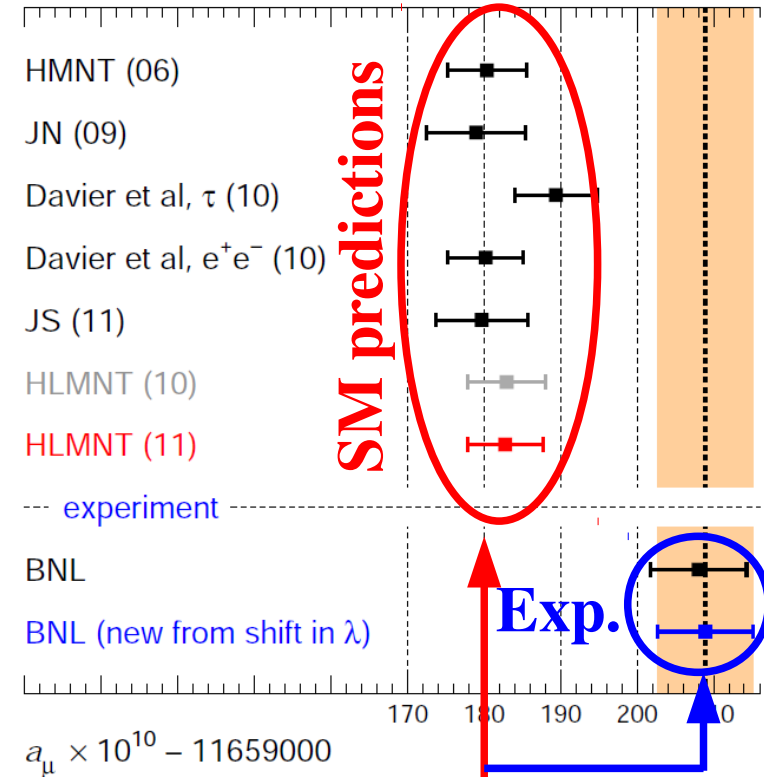 HMNT (06)
JN (09)
Davier et al, τ (10)
Davier et al, e⁺e⁻ (10)
JS (11)
HLMNT (10)
HLMNT (11)
SM predictions
experiment
BNL
BNL (new from shift in λ)
Exp.
170 180 190 200
aμ × 10¹⁰ – 11659000